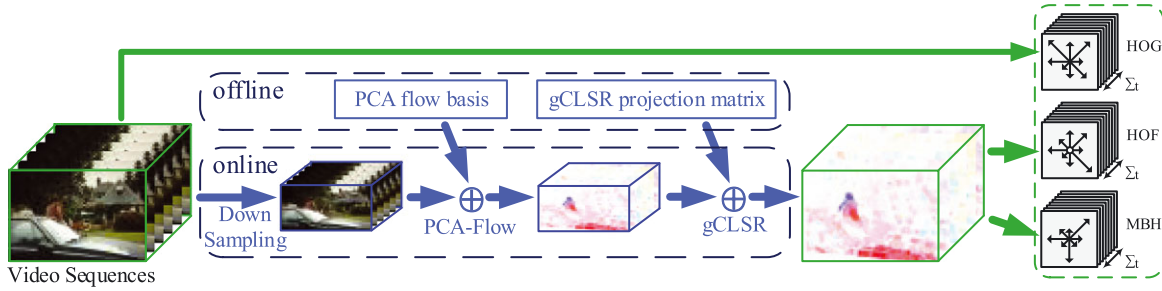 offline
PCA flow basis
gCLSR projection matrix
online
Down
Sampling
PCA-Flow
gCLSR
Video Sequences
HOG
Σt
HOF
Σt
MBH
Σt